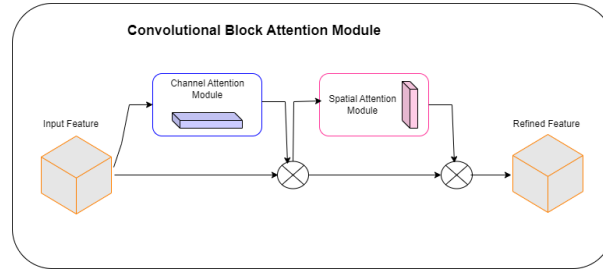 Convolutional Block Attention Module
Channel Attention
Module
Spatial Attention
Module
Input Feature
Refined Feature